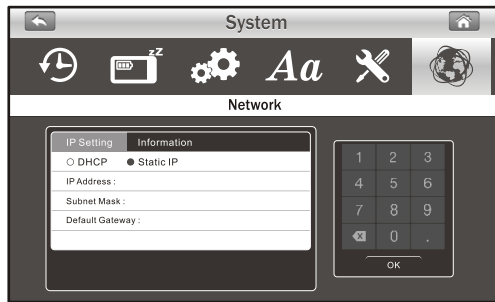 System
zZ
Aa
Network
IP Setting Information
DHCP Static IP
IP Address :
Subnet Mask :
Default Gateway :
1 2 3
4 5 6
7 8 9
0 .
OK